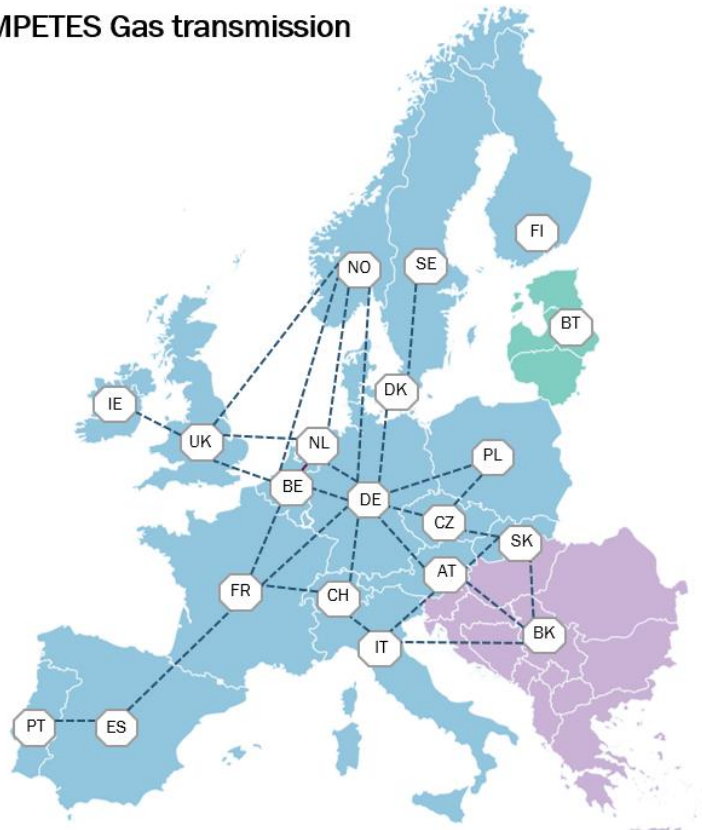 MPETES Gas transmission
FI
NO
SE
BT
DK
IE
UK
NL
PL
BE
DE
CZ
SK
AT
FR
CH
BK
IT
PT
ES